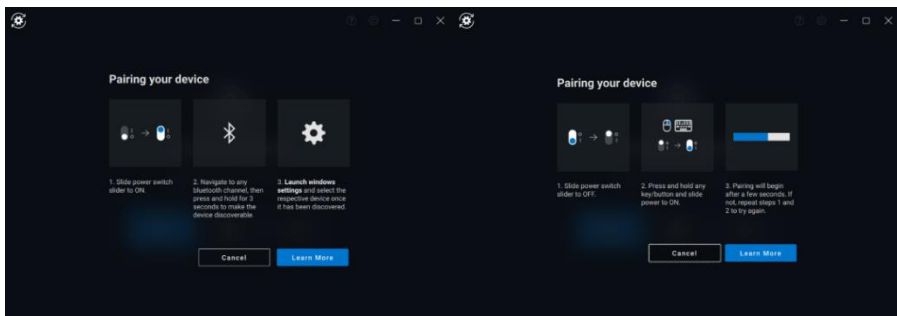 Pairing your device
1. Slide power switch
slider to ON.
2. Navigate to any
bluetooth channel, then
press and hold for 3
seconds to make the
device discoverable.
3. Launch windows
settings and select the
respective device once
it has been discovered.
Cancel
Learn More
Pairing your device
1. Slide power switch
slider to OFF.
2. Press and hold any
key/button and slide
power to ON.
3. Pairing will begin
after a few seconds. If
not, repeat steps 1 and
2 to try again.
Cancel
Learn More